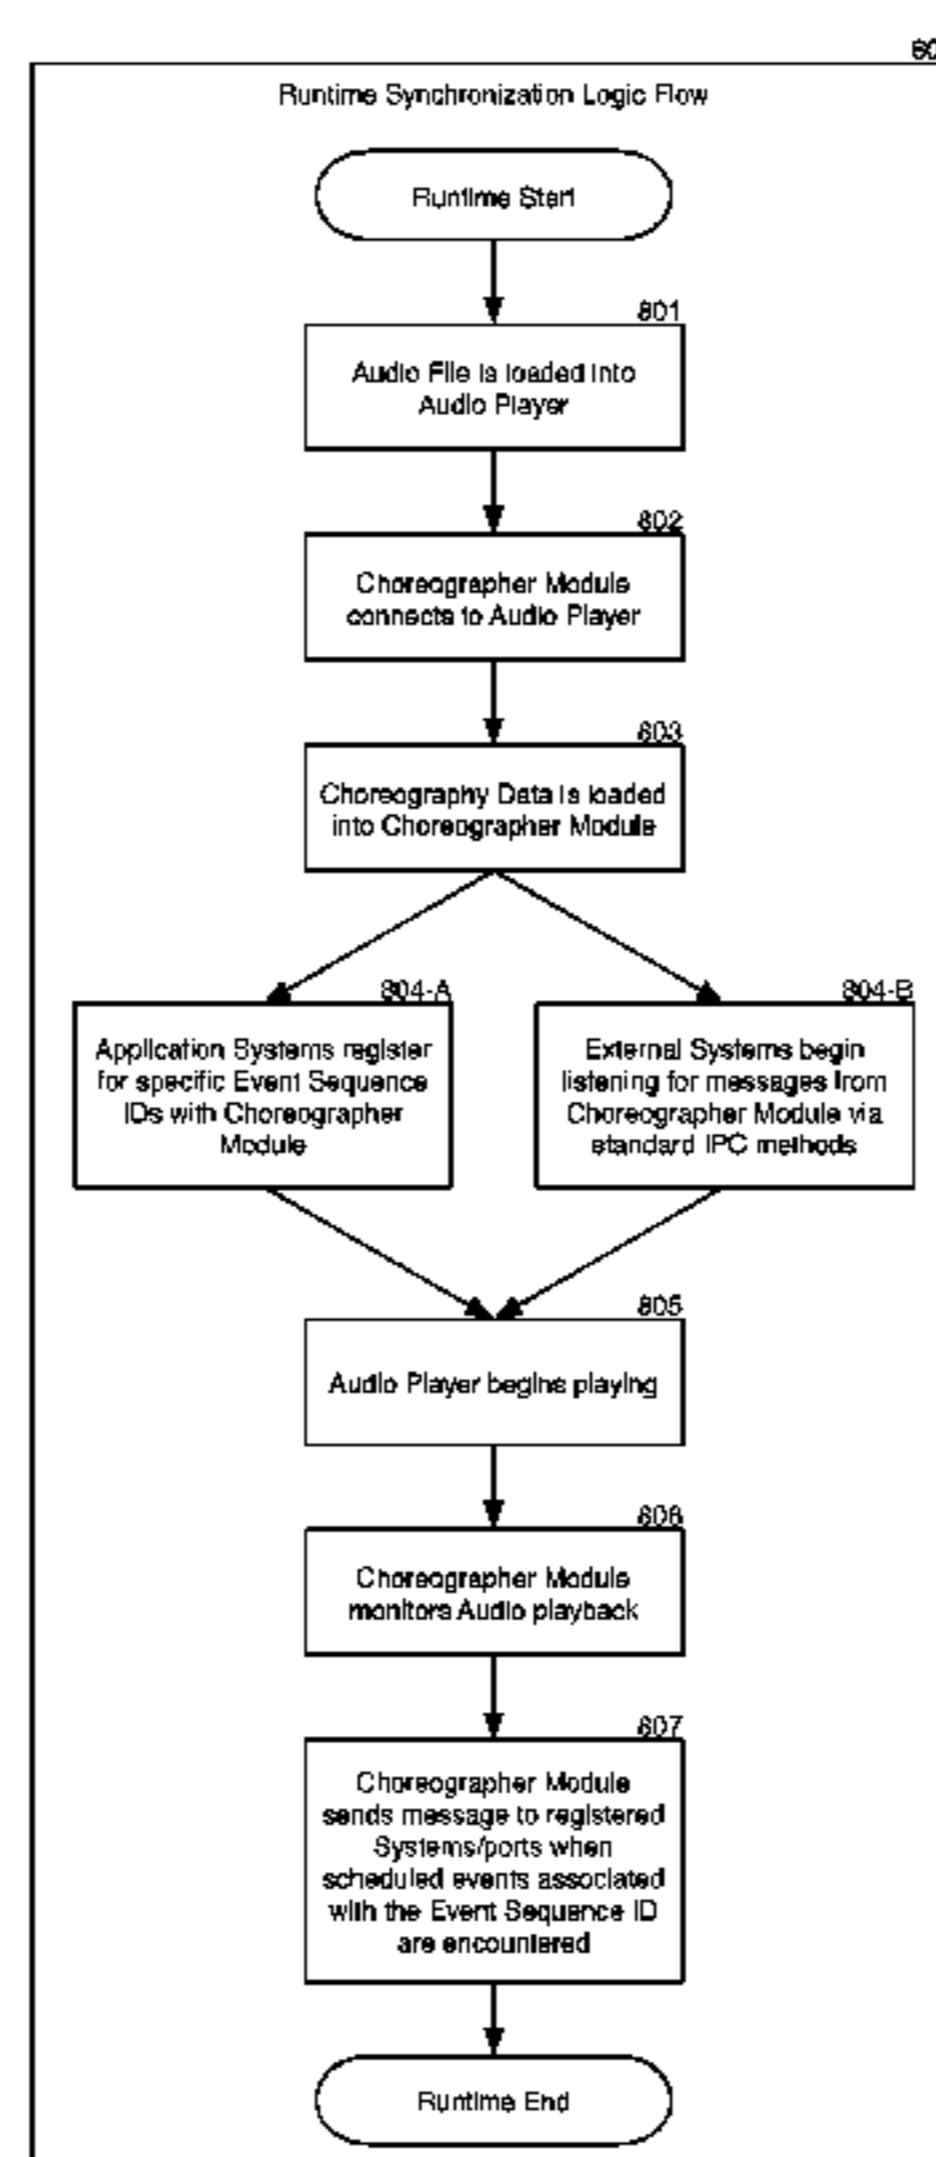 Runtime Synchronization Logic Flow
Runtime Start
801
Audio File is loaded into
Audio Player
802
Choreographer Module
connects to Audio Player
803
Choreography Data is loaded
into Choreographer Module
804-A
Application Systems register
for specific Event Sequence
IDs with Choreographer
Module
804-B
External Systems begin
listening for messages from
Choreographer Module via
standard IPC methods
805
Audio Player begins playing
806
Choreographer Module
monitors Audio playback
807
Choreographer Module
sends message to registered
Systems/ports when
scheduled events associated
with the Event Sequence ID
are encountered
Runtime End